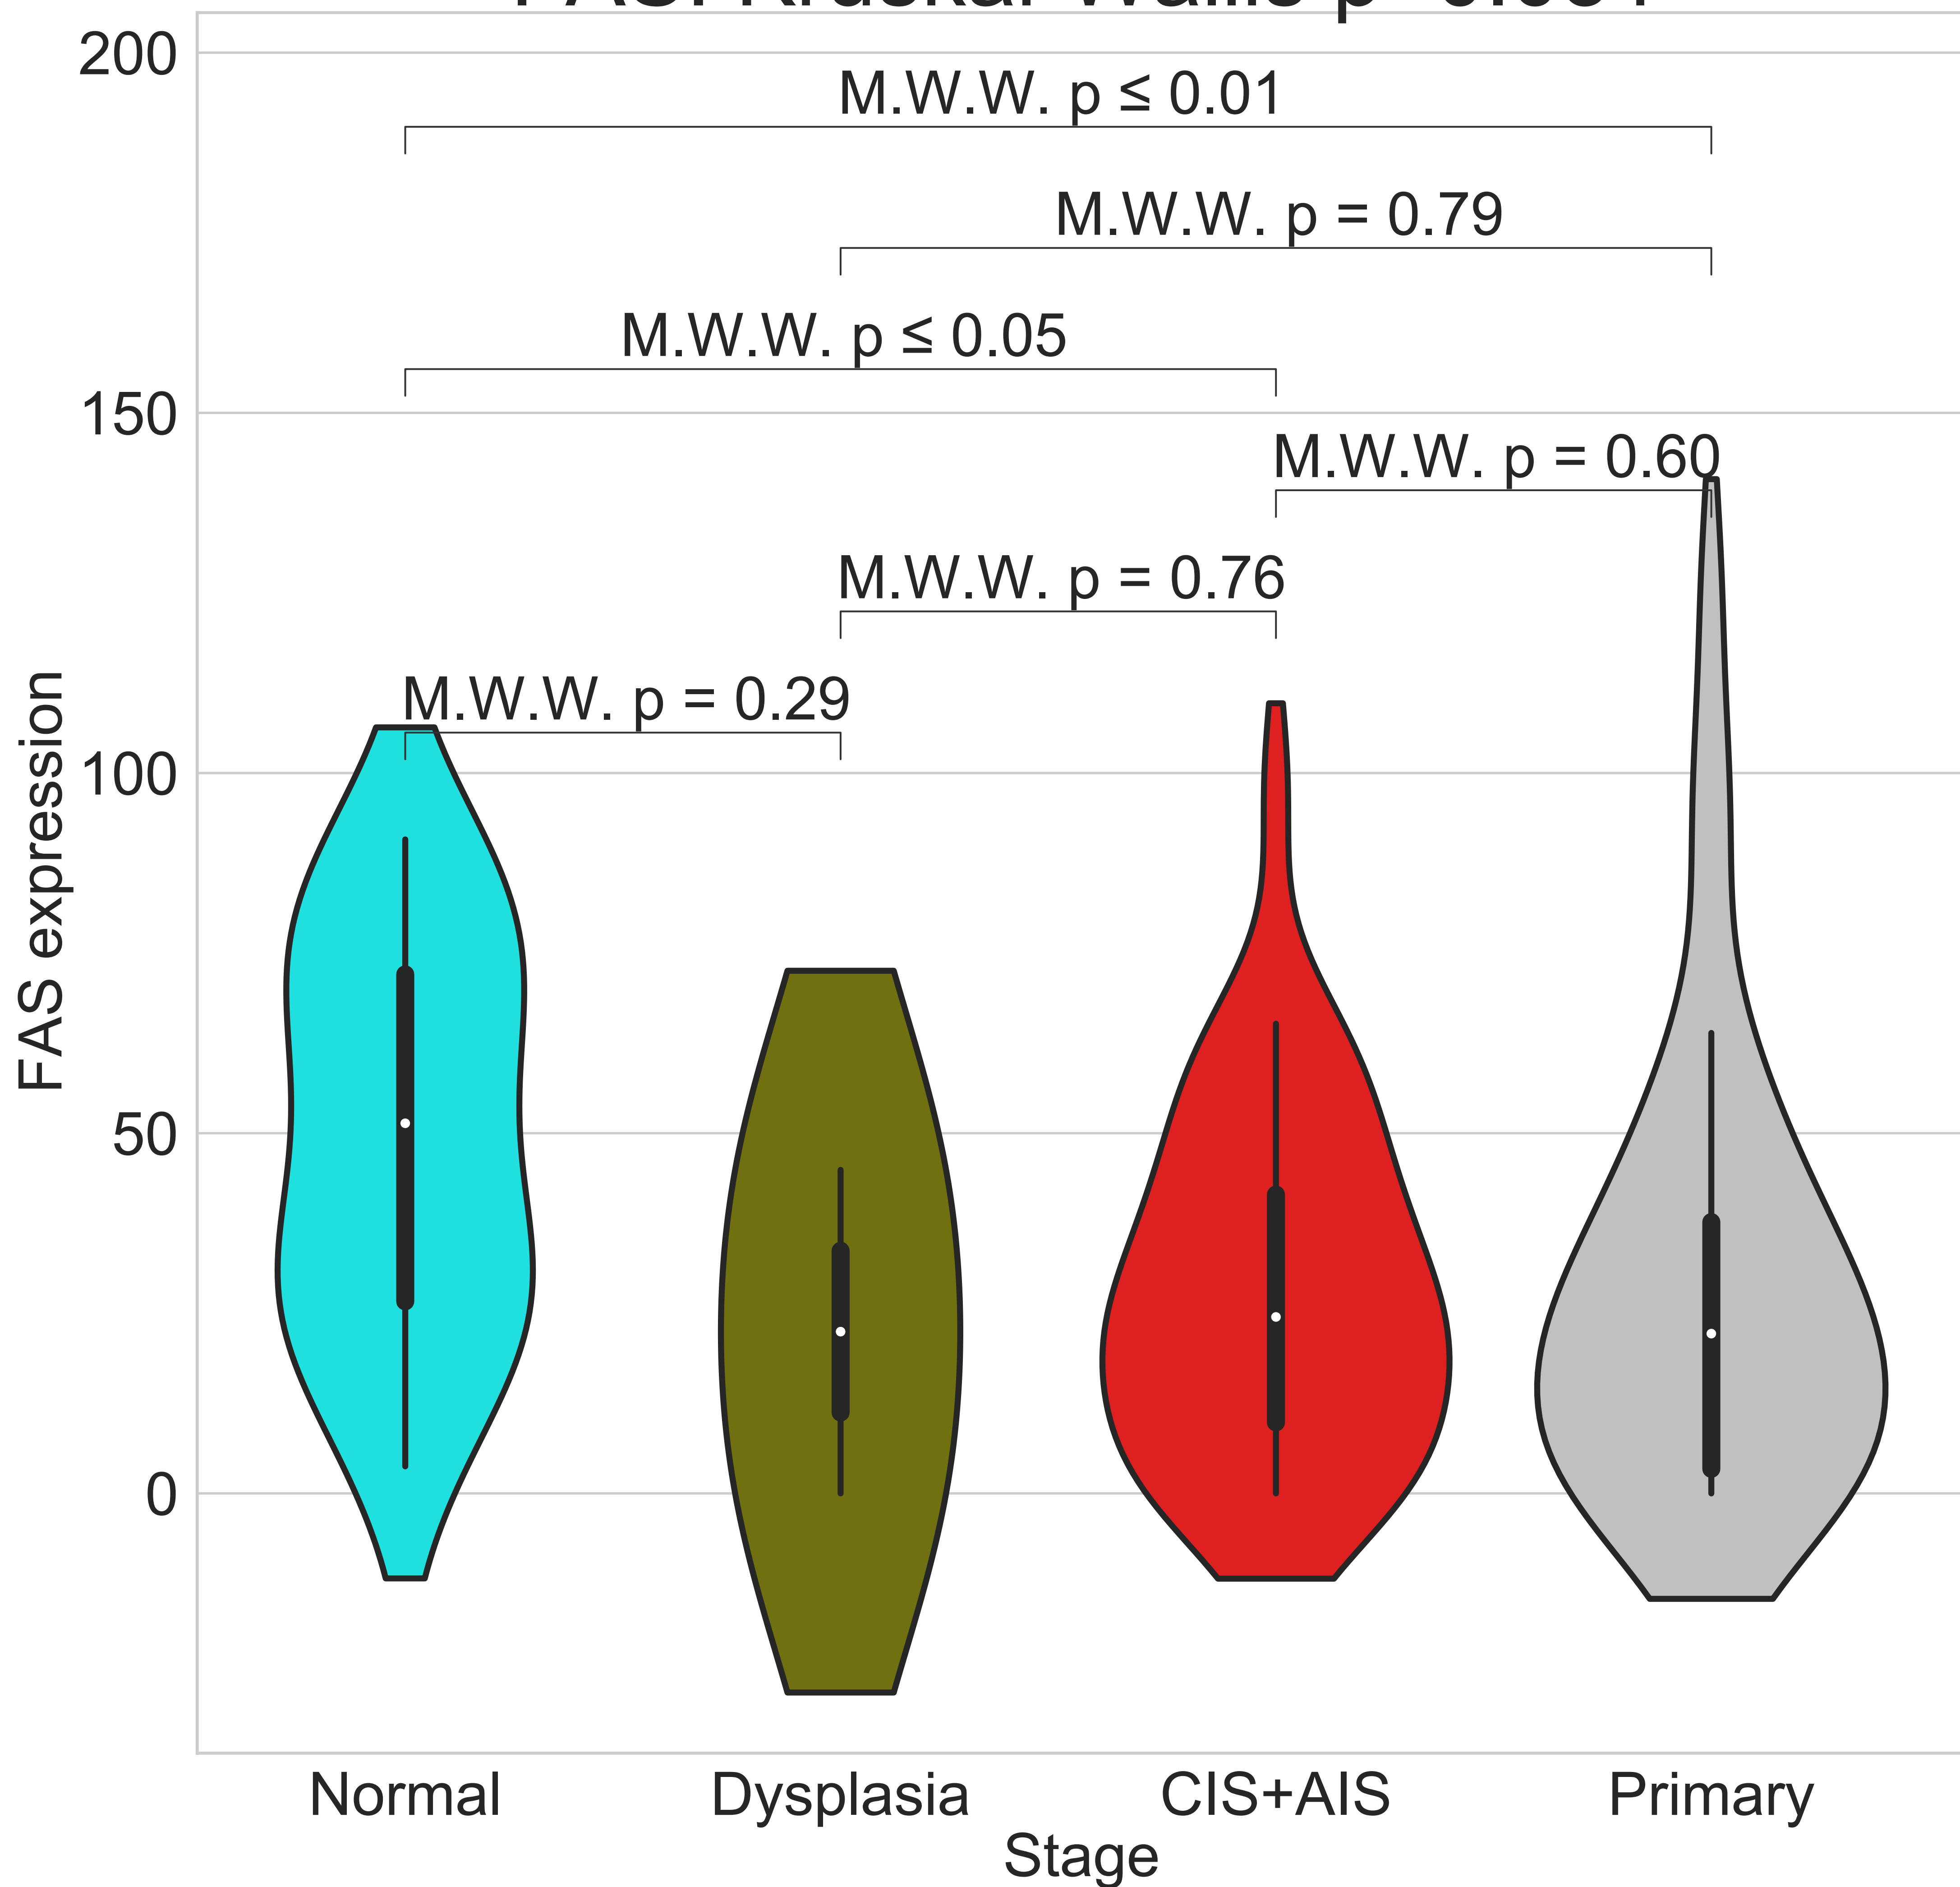 200
M.W.W. p ≤ 0.01
M.W.W. p = 0.79
M.W.W. p ≤ 0.05
150
M.W.W. p = 0.60
M.W.W. p = 0.76
M.W.W. p = 0.29
100
FAS expression
50
0
Normal Dysplasia CIS+AIS Primary
Stage